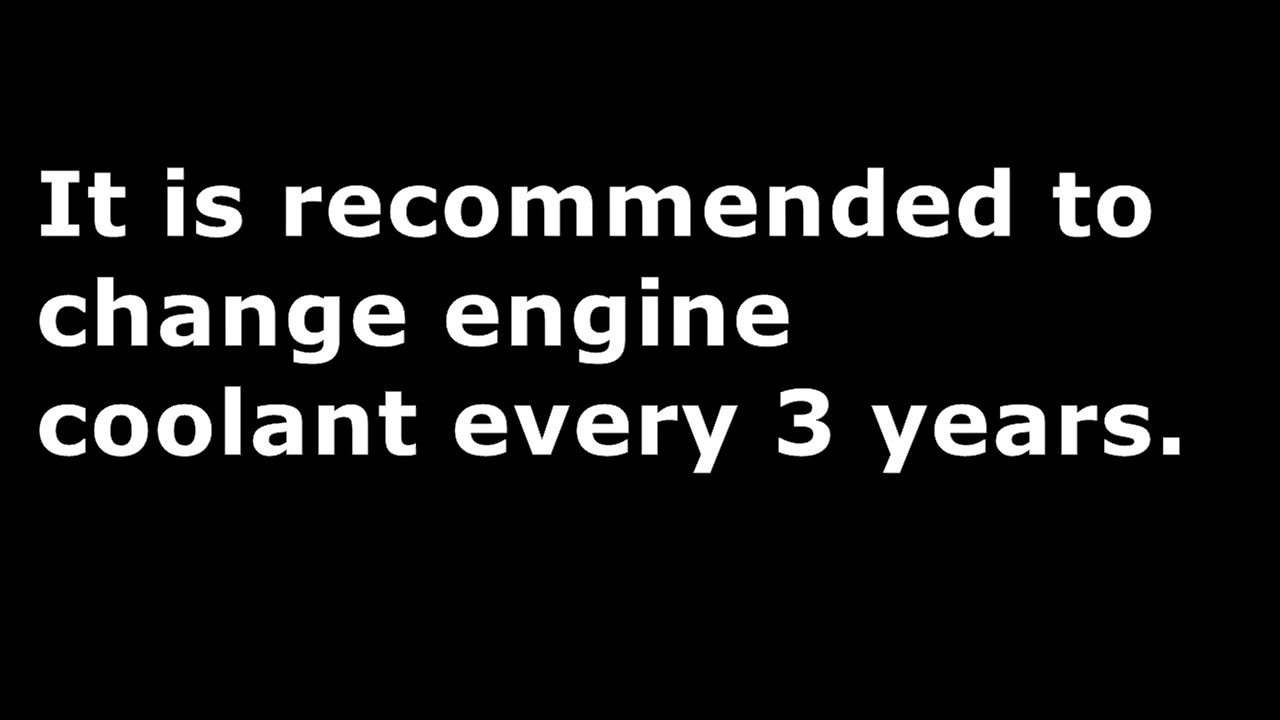 It is recommended to
change engine
coolant every 3 years.